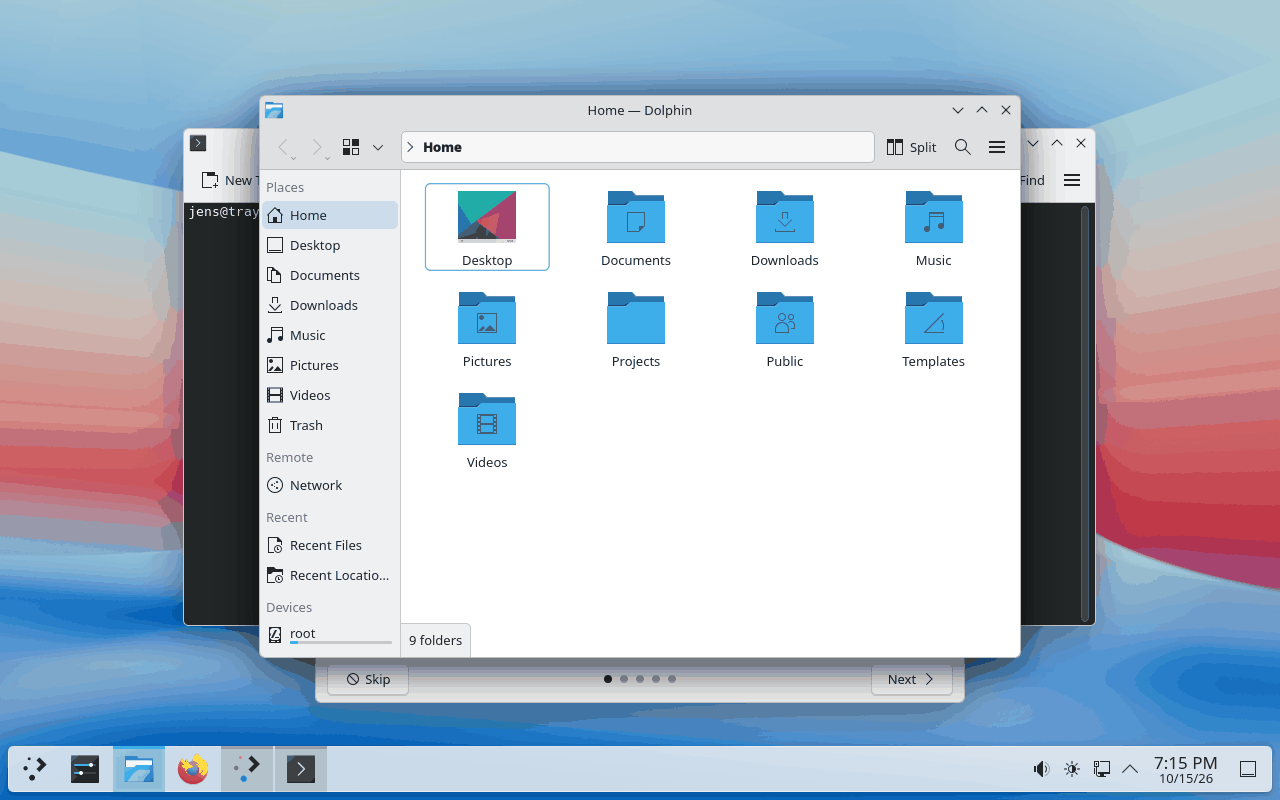 Home — Dolphin
Home
Split
New
Find
jens@tray
Places
Home
Desktop
Documents
Downloads
Music
Pictures
Videos
Trash
Remote
Network
Recent
Recent Files
Recent Locatio...
Devices
root
Desktop
Documents
Downloads
Music
Pictures
Projects
Public
Templates
Videos
9 folders
Skip
Next
7:15 PM
10/15/26